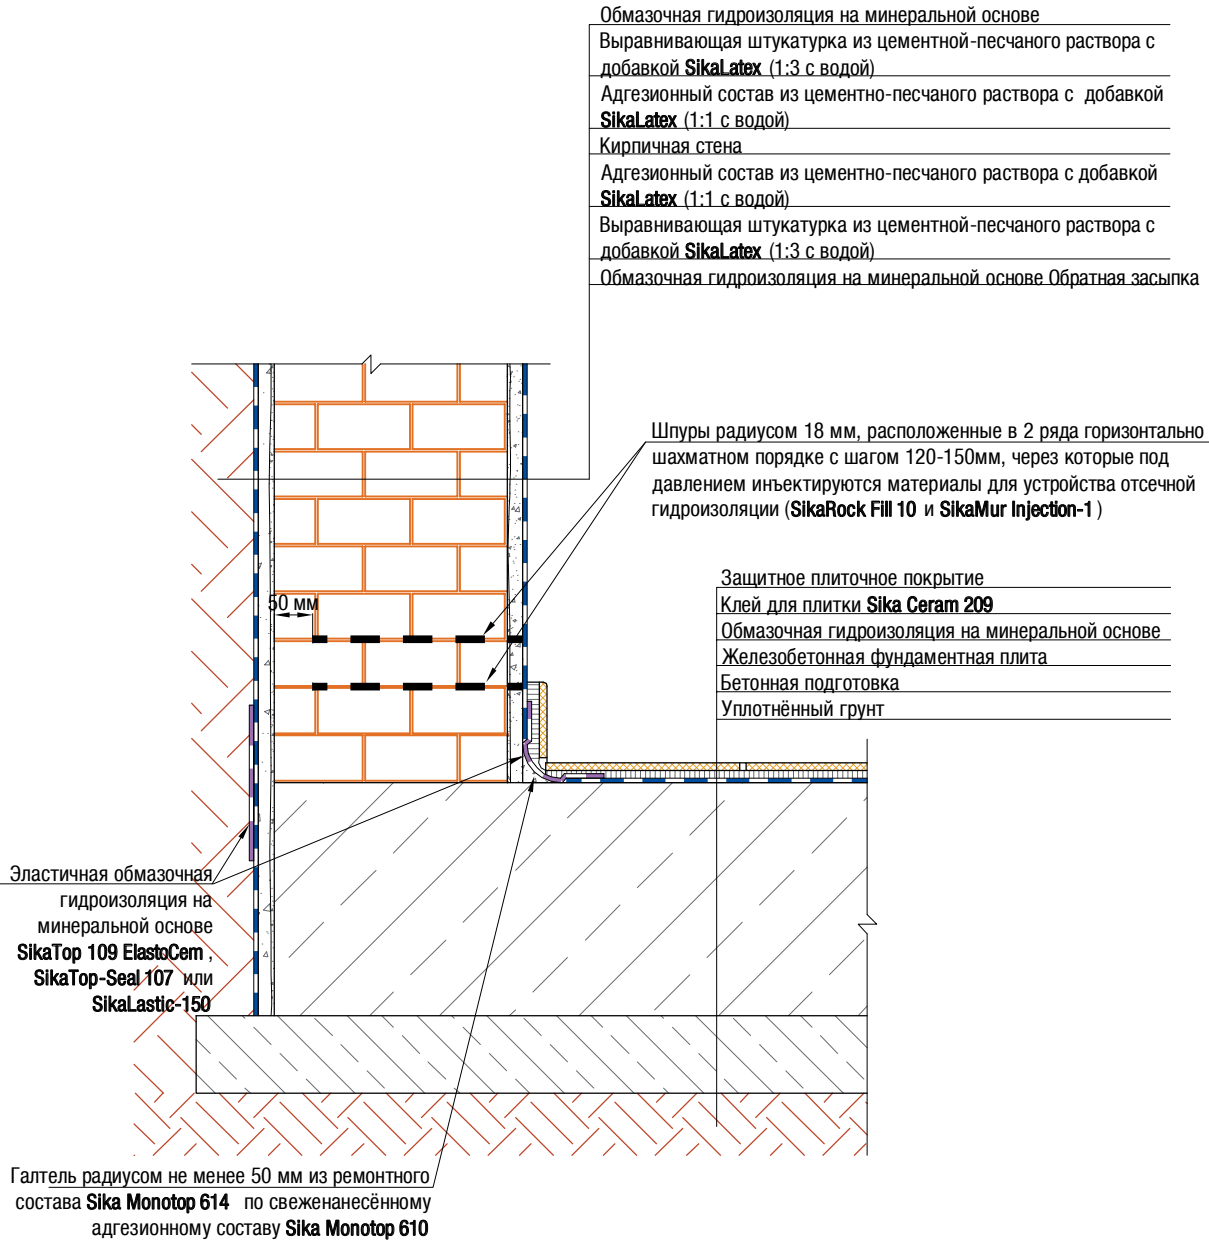 Обмазочная гидроизоляция на минеральной основе
Выравнивающая штукатурка из цементной-песчаного раствора с
добавкой SikaLatex (1:3 с водой)
Адгезионный состав из цементно-песчаного раствора с добавкой
SikaLatex (1:1 с водой)
Кирпичная стена
Адгезионный состав из цементно-песчаного раствора с добавкой
SikaLatex (1:1 с водой)
Выравнивающая штукатурка из цементной-песчаного раствора с
добавкой SikaLatex (1:3 с водой)
Обмазочная гидроизоляция на минеральной основе Обратная засыпка
Шпуры радиусом 18 мм, расположенные в 2 ряда горизонтально
шахматном порядке с шагом 120-150мм, через которые под
давлением инъектируются материалы для устройства отсечной
гидроизоляции (SikaRock Fill 10 и SikaMur Injection-1)
Защитное плиточное покрытие
Клей для плитки Sika Ceram 209
Обмазочная гидроизоляция на минеральной основе
Железобетонная фундаментная плита
Бетонная подготовка
Уплотнённый грунт
50 мм
Эластичная обмазочная
гидроизоляция на
минеральной основе
SikaTop 109 ElastoCem ,
SikaTop-Seal 107 или
SikaLastic-150
Галтель радиусом не менее 50 мм из ремонтного
состава Sika Monotop 614 по свеженанесённому
адгезионному составу Sika Monotop 610